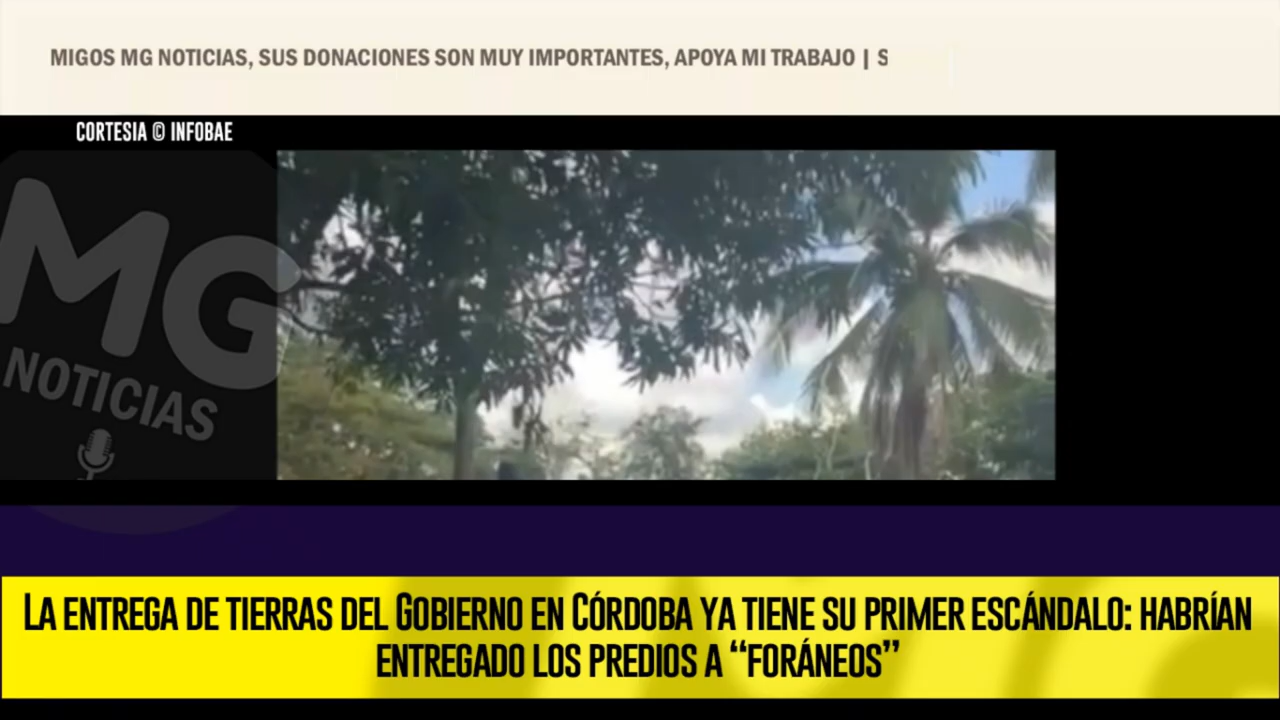 MIGOS MG NOTICIAS, SUS DONACIONES SON MUY IMPORTANTES, APOYA MI TRABAJO | S
CORTESIA © INFOBAE
MG
NOTICIAS
LA ENTREGA DE TIERRAS DEL GOBIERNO EN CÓRDOBA YA TIENE SU PRIMER ESCÁNDALO: HABRÍAN
ENTREGADO LOS PREDIOS A “FORÁNEOS”